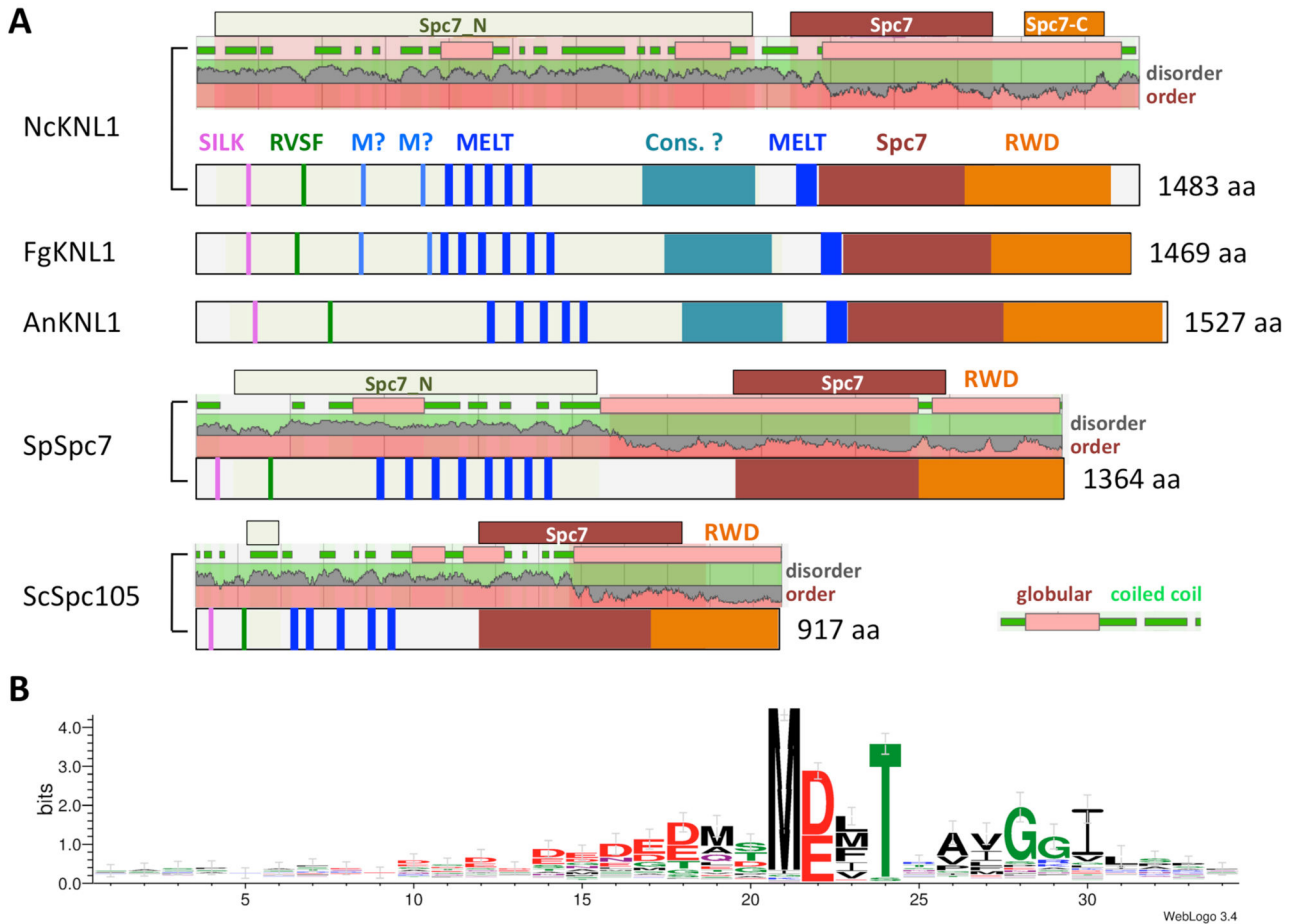 A
Spc7_N Spc7 Spc7-C
disorder
order
NcKNL1
SILK RVSF M? M? MELT Cons. ? MELT Spc7 RWD
1483 aa
FgKNL1
1469 aa
AnKNL1
1527 aa
Spc7_N Spc7 RWD
disorder
order
SpSpc7
1364 aa
Spc7 RWD
disorder
order
ScSpc105
917 aa
globular coiled coil
B
bits
4.0
3.0
2.0
1.0
0.0
5 10 15 20 25 30
WebLogo 3.4